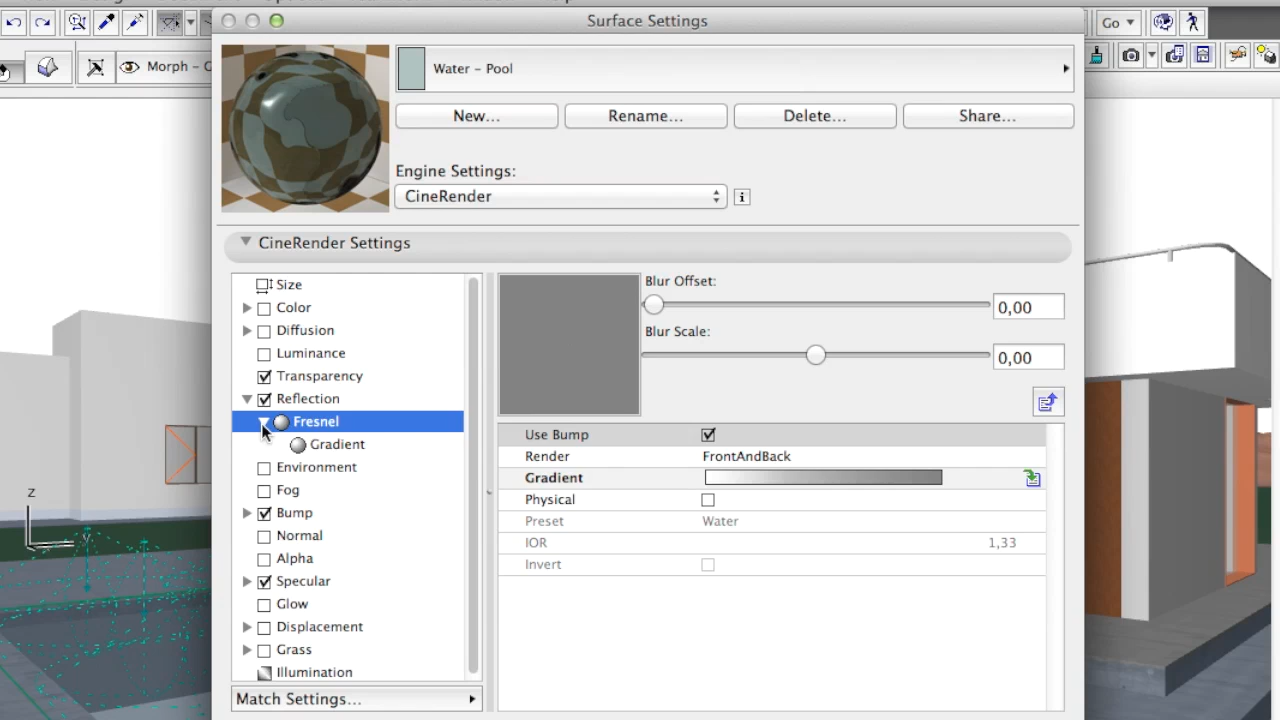 Surface Settings
Go
Morph - 
Water - Pool
New...
Rename...
Delete...
Share...
Engine Settings:
CineRender
i
CineRender Settings
Size
Color
Diffusion
Luminance
Transparency
Reflection
Fresnel
Gradient
Environment
Fog
Bump
Normal
Alpha
Specular
Glow
Displacement
Grass
Illumination
Match Settings...
Blur Offset:
0,00
Blur Scale:
0,00
Use Bump
Render FrontAndBack
Gradient
Physical
Preset Water
IOR 1,33
Invert
Z